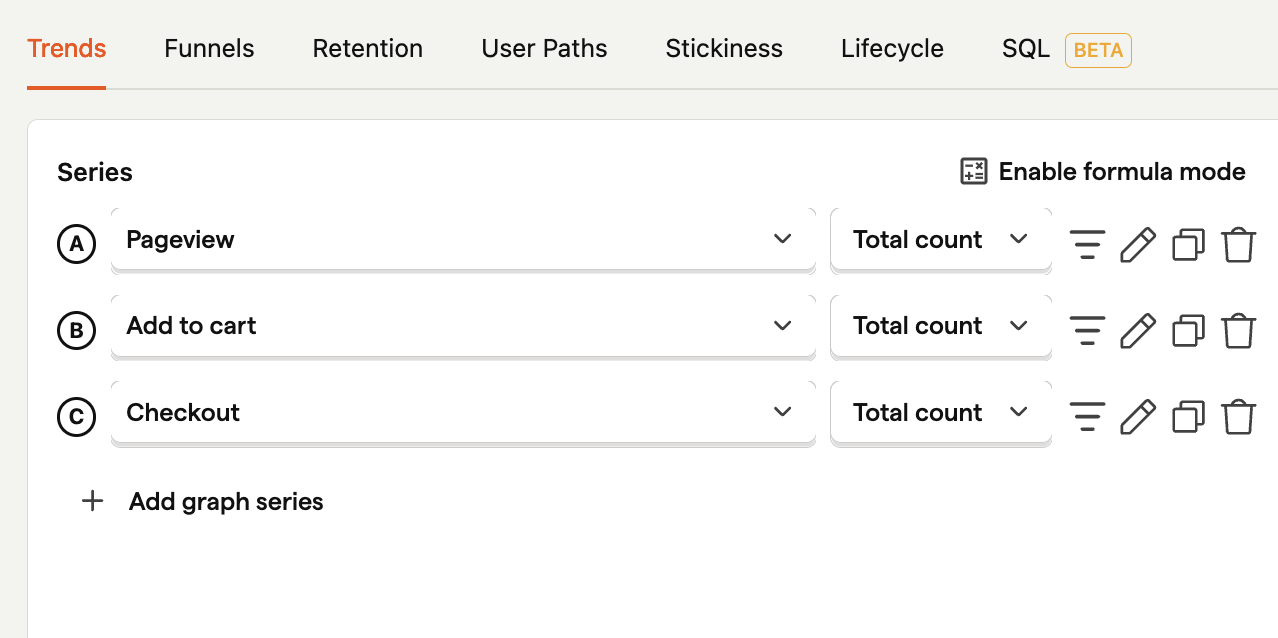 Trends Funnels Retention User Paths Stickiness Lifecycle SQL BETA
Series Enable formula mode
A Pageview Total count
B Add to cart Total count
C Checkout Total count
+ Add graph series